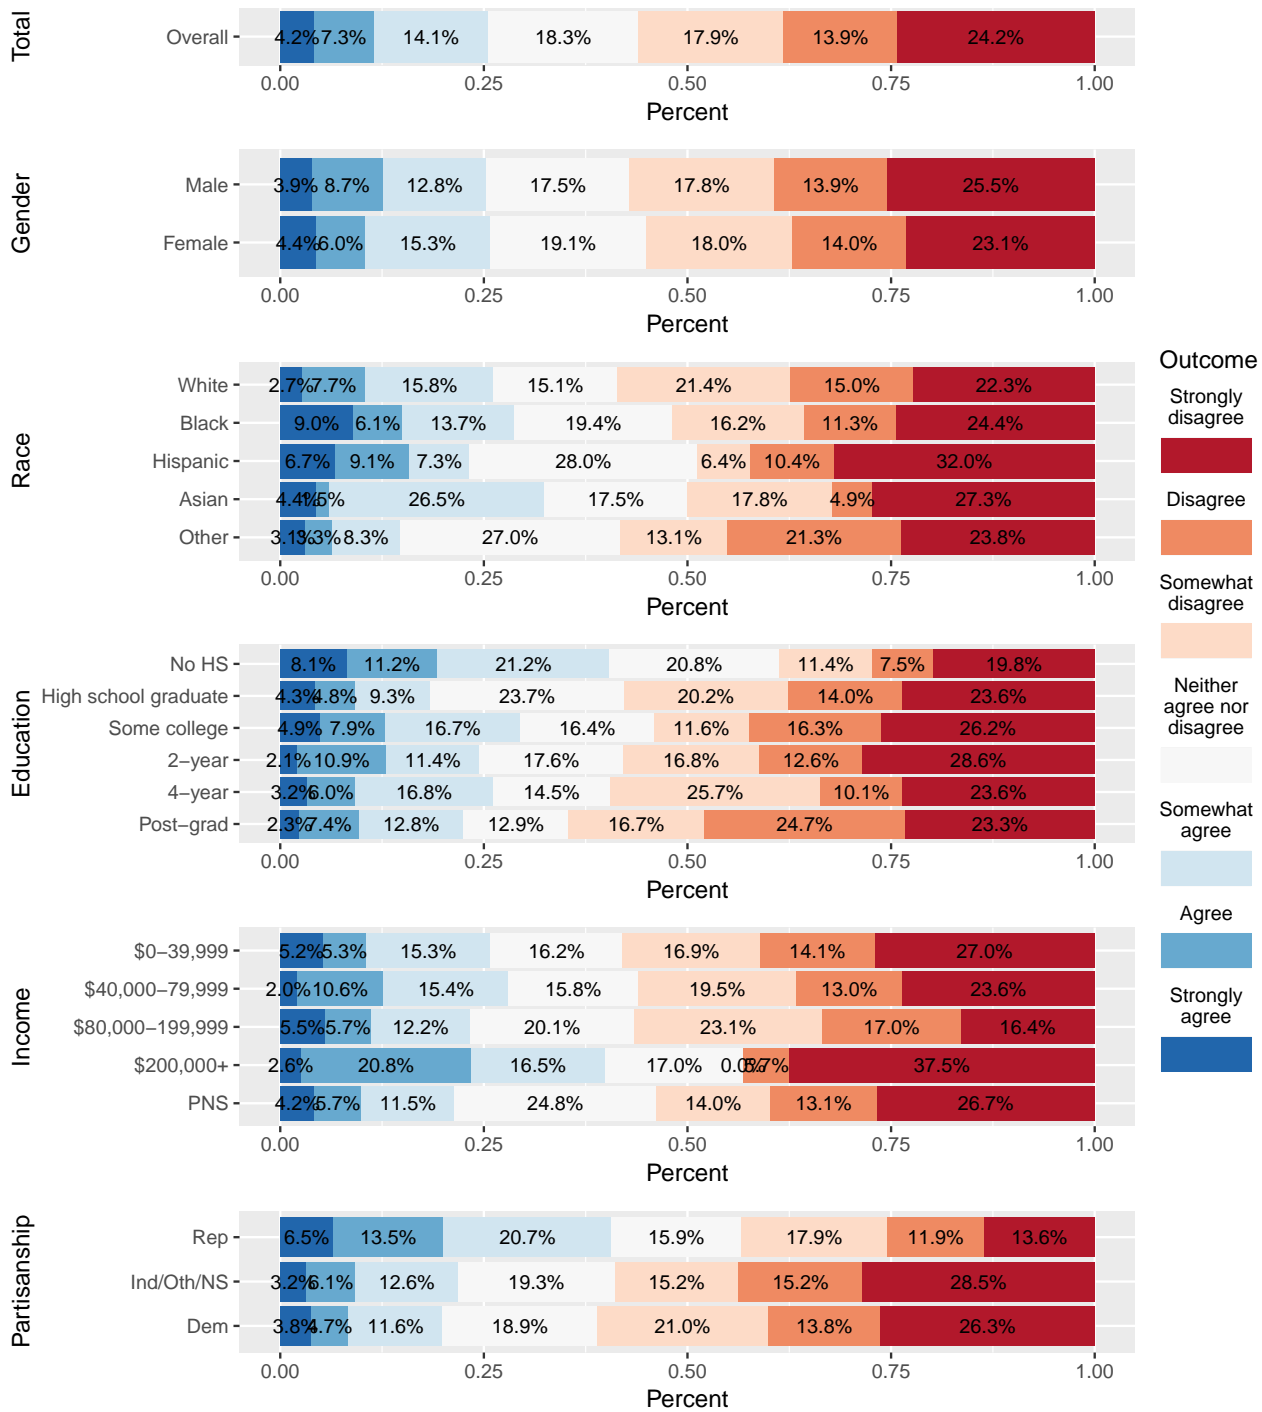 Total
Overall
4.2% 7.3% 14.1% 18.3% 17.9% 13.9% 24.2%
0.00 0.25 0.50 0.75 1.00
Percent
Gender
Male
3.9% 8.7% 12.8% 17.5% 17.8% 13.9% 25.5%
Female
4.4% 6.0% 15.3% 19.1% 18.0% 14.0% 23.1%
0.00 0.25 0.50 0.75 1.00
Percent
Race
White
2.7% 7.7% 15.8% 15.1% 21.4% 15.0% 22.3%
Black
9.0% 6.1% 13.7% 19.4% 16.2% 11.3% 24.4%
Hispanic
6.7% 9.1% 7.3% 28.0% 6.4% 10.4% 32.0%
Asian
4.4% 1.5% 26.5% 17.5% 17.8% 4.9% 27.3%
Other
3.1% 3.3% 8.3% 27.0% 13.1% 21.3% 23.8%
0.00 0.25 0.50 0.75 1.00
Percent
Education
No HS
8.1% 11.2% 21.2% 20.8% 11.4% 7.5% 19.8%
High school graduate
4.3% 4.8% 9.3% 23.7% 20.2% 14.0% 23.6%
Some college
4.9% 7.9% 16.7% 16.4% 11.6% 16.3% 26.2%
2−year
2.1% 10.9% 11.4% 17.6% 16.8% 12.6% 28.6%
4−year
3.2% 6.0% 16.8% 14.5% 25.7% 10.1% 23.6%
Post−grad
2.3% 7.4% 12.8% 12.9% 16.7% 24.7% 23.3%
0.00 0.25 0.50 0.75 1.00
Percent
Income
$0−39,999
5.2% 5.3% 15.3% 16.2% 16.9% 14.1% 27.0%
$40,000−79,999
2.0% 10.6% 15.4% 15.8% 19.5% 13.0% 23.6%
$80,000−199,999
5.5% 5.7% 12.2% 20.1% 23.1% 17.0% 16.4%
$200,000+
2.6% 20.8% 16.5% 17.0% 0.0% 5.7% 37.5%
PNS
4.2% 5.7% 11.5% 24.8% 14.0% 13.1% 26.7%
0.00 0.25 0.50 0.75 1.00
Percent
Partisanship
Rep
6.5% 13.5% 20.7% 15.9% 17.9% 11.9% 13.6%
Ind/Oth/NS
3.2% 6.1% 12.6% 19.3% 15.2% 15.2% 28.5%
Dem
3.8% 4.7% 11.6% 18.9% 21.0% 13.8% 26.3%
0.00 0.25 0.50 0.75 1.00
Percent
Outcome
Strongly
disagree
Disagree
Somewhat
disagree
Neither
agree nor
disagree
Somewhat
agree
Agree
Strongly
agree